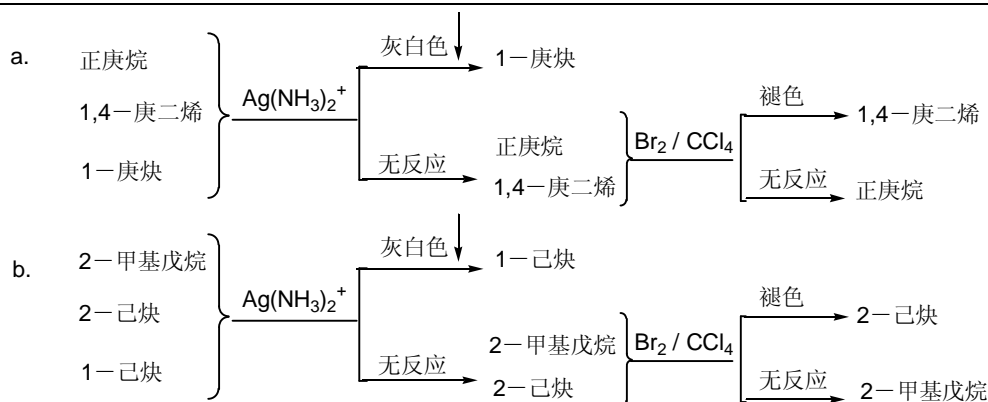 a. 正庚烷 1,4-庚二烯 1-庚炔 Ag(NH3)2+ 灰白色 1-庚炔
无反应 正庚烷 1,4-庚二烯 Br2 / CCl4 褪色 1,4-庚二烯
无反应 正庚烷
b. 2-甲基戊烷 2-己炔 1-己炔 Ag(NH3)2+ 灰白色 1-己炔
无反应 2-甲基戊烷 2-己炔 Br2 / CCl4 褪色 2-己炔
无反应 2-甲基戊烷